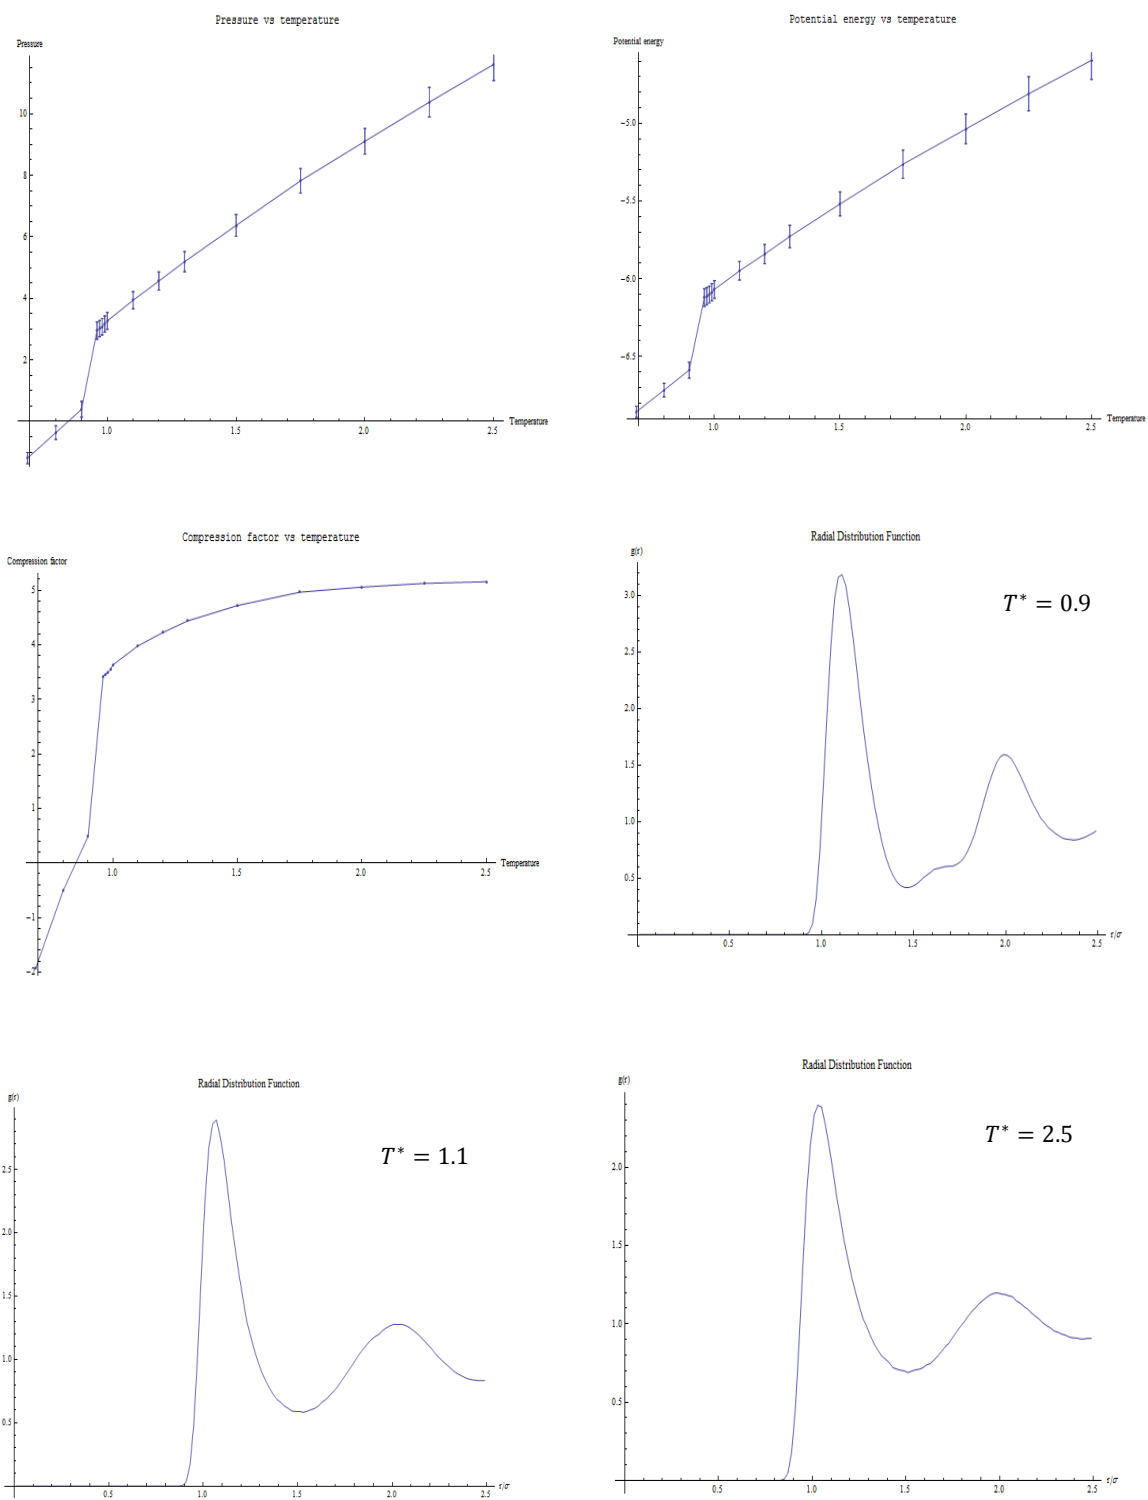 Pressure vs temperature
Pressure
10
8
6
4
2
1.0 1.5 2.0 2.5
Temperature
Potential energy vs temperature
Potential energy
-5.0
-5.5
-6.0
-6.5
1.0 1.5 2.0 2.5
Temperature
Compression factor vs temperature
Compression factor
5
4
3
2
1
-1
-2
1.0 1.5 2.0 2.5
Temperature
Radial Distribution Function
g(r)
T* = 0.9
3.0
2.5
2.0
1.5
1.0
0.5
0.5 1.0 1.5 2.0 2.5
r/σ
Radial Distribution Function
g(r)
T* = 1.1
2.5
2.0
1.5
1.0
0.5
0.5 1.0 1.5 2.0 2.5
r/σ
Radial Distribution Function
g(r)
T* = 2.5
2.0
1.5
1.0
0.5
0.5 1.0 1.5 2.0 2.5
r/σ